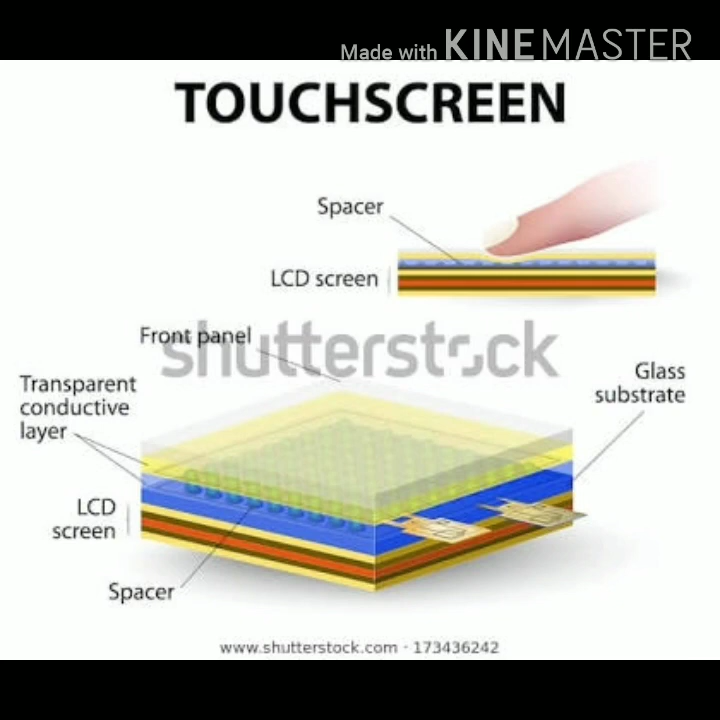 Made with KINEMASTER
TOUCHSCREEN
Spacer
LCD screen
Front panel
shutterstock
Transparent
conductive
layer
Glass
substrate
LCD
screen
Spacer
www.shutterstock.com · 173436242